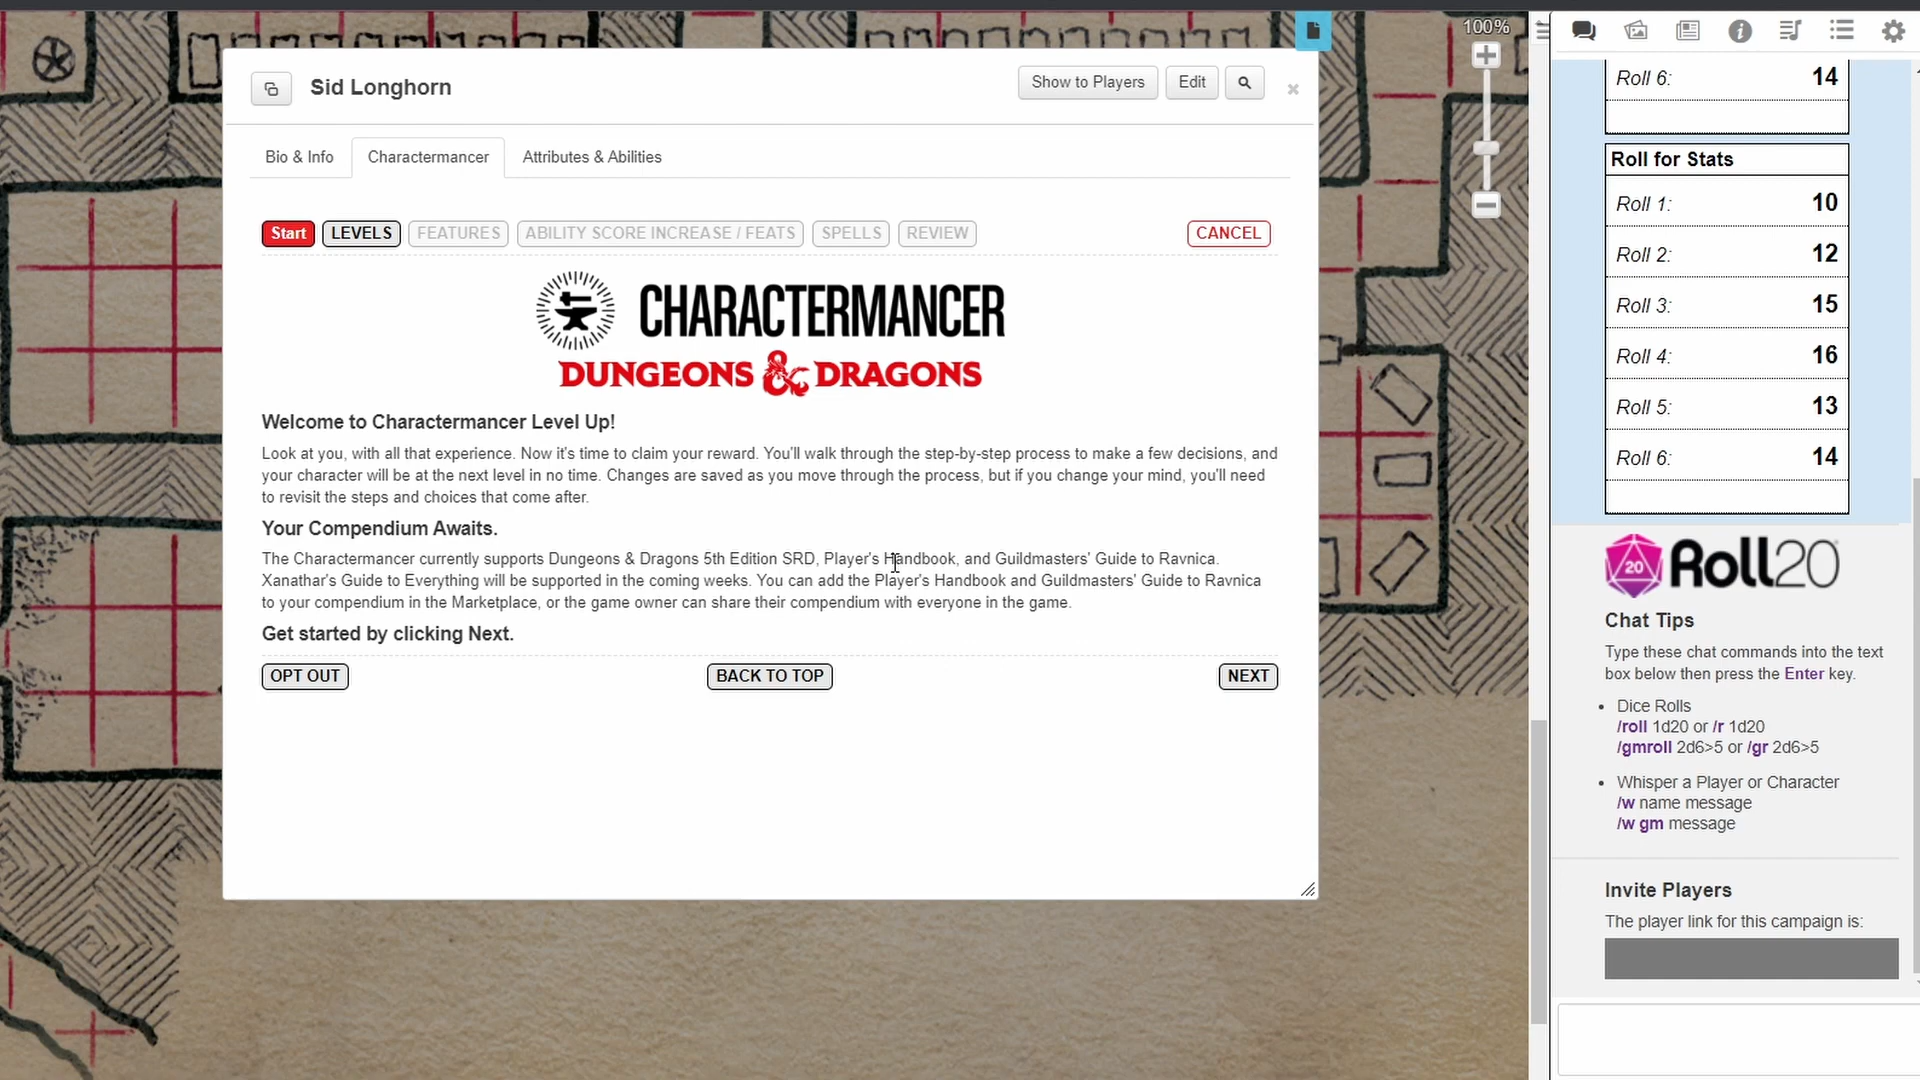 Sid Longhorn
Show to Players
Edit
Bio & Info
Charactermancer
Attributes & Abilities
Start
LEVELS
FEATURES
ABILITY SCORE INCREASE / FEATS
SPELLS
REVIEW
CANCEL
CHARACTERMANCER
DUNGEONS & DRAGONS
Welcome to Charactermancer Level Up!
Look at you, with all that experience. Now it's time to claim your reward. You'll walk through the step-by-step process to make a few decisions, and
your character will be at the next level in no time. Changes are saved as you move through the process, but if you change your mind, you'll need
to revisit the steps and choices that come after.
Your Compendium Awaits.
The Charactermancer currently supports Dungeons & Dragons 5th Edition SRD, Player's Handbook, and Guildmasters' Guide to Ravnica.
Xanathar's Guide to Everything will be supported in the coming weeks. You can add the Player's Handbook and Guildmasters' Guide to Ravnica
to your compendium in the Marketplace, or the game owner can share their compendium with everyone in the game.
Get started by clicking Next.
OPT OUT
BACK TO TOP
NEXT
100%
Roll 6: 14
Roll for Stats
Roll 1: 10
Roll 2: 12
Roll 3: 15
Roll 4: 16
Roll 5: 13
Roll 6: 14
20
Roll20
Chat Tips
Type these chat commands into the text
box below then press the Enter key.
• Dice Rolls
/roll 1d20 or /r 1d20
/gmroll 2d6>5 or /gr 2d6>5
• Whisper a Player or Character
/w name message
/w gm message
Invite Players
The player link for this campaign is: